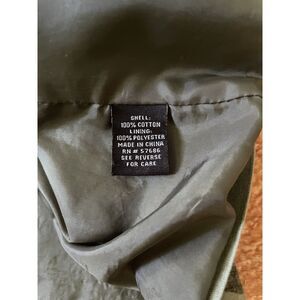 SHELL:
100% COTTON
LINING:
100% POLYESTER
MADE IN CHINA
RN # 57686
SEE REVERSE
FOR CARE